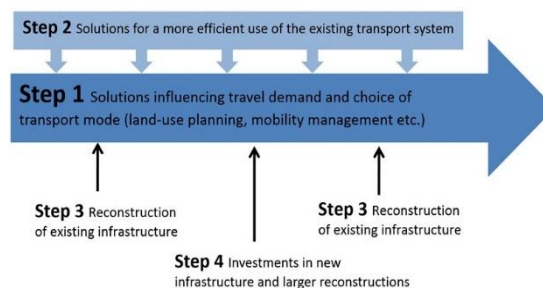 Step 2 Solutions for a more efficient use of the existing transport system
Step 1 Solutions influencing travel demand and choice of
transport mode (land-use planning, mobility management etc.)
Step 3 Reconstruction
of existing infrastructure
Step 4 Investments in new
infrastructure and larger reconstructions
Step 3 Reconstruction
of existing infrastructure